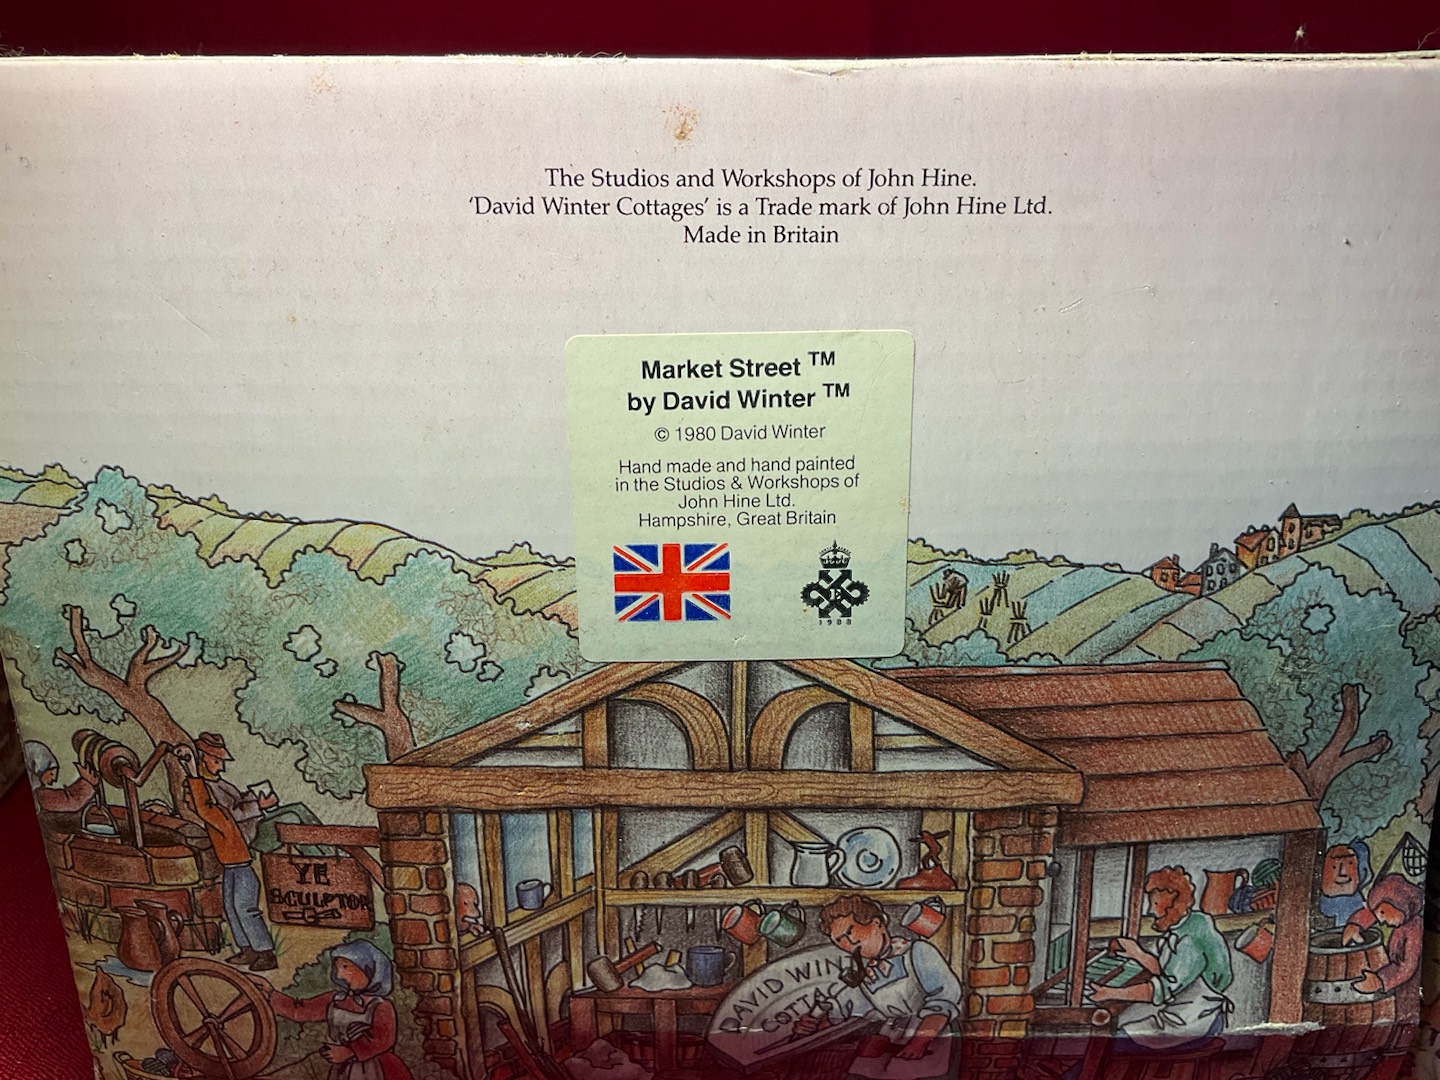 The Studios and Workshops of John Hine.
'David Winter Cottages' is a Trade mark of John Hine Ltd.
Made in Britain
Market Street ™
by David Winter ™
© 1980 David Winter
Hand made and hand painted
in the Studios & Workshops of
John Hine Ltd.
Hampshire, Great Britain
E
1988
YE
SCULPTOR
DAVID WINT
COTTAG